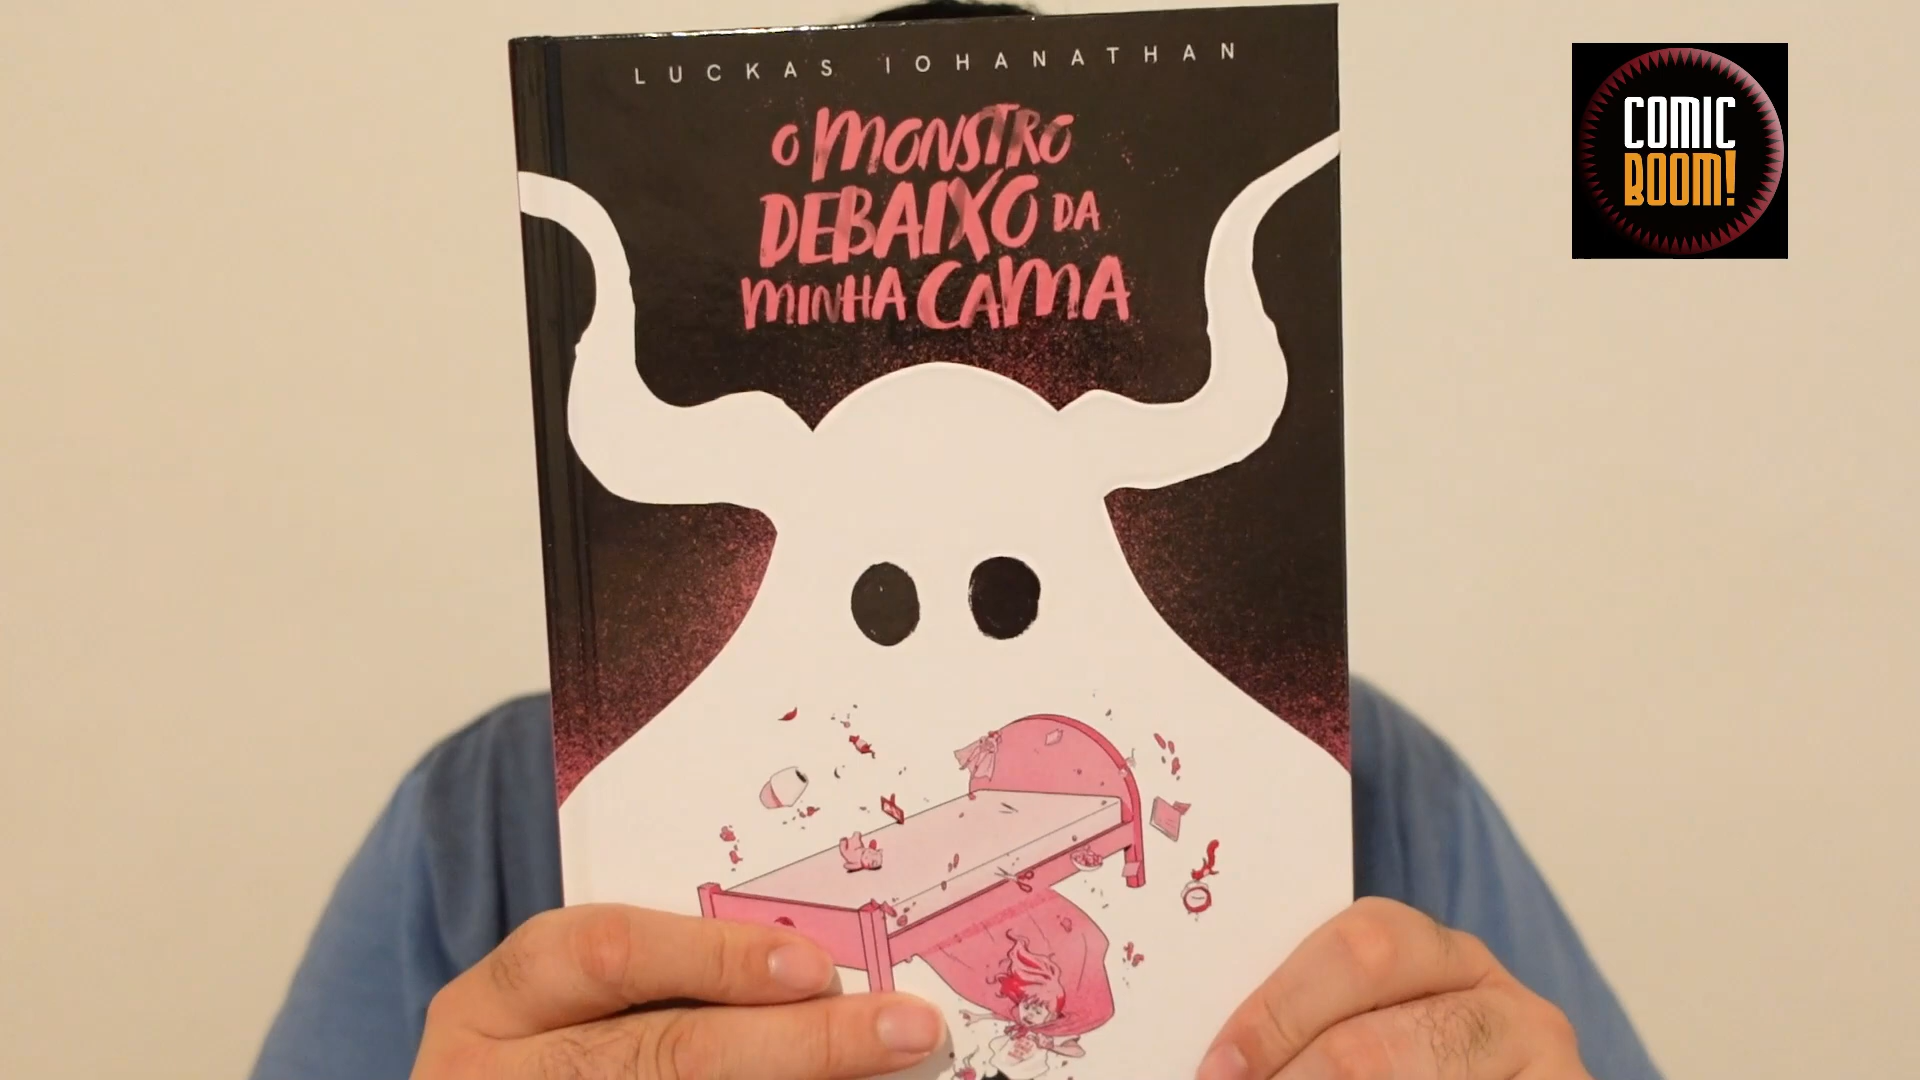 LUCKAS IOHANATHAN
O MONSTRO
DEBAIXO DA
MINHA CAMA
COMIC
BOOM!